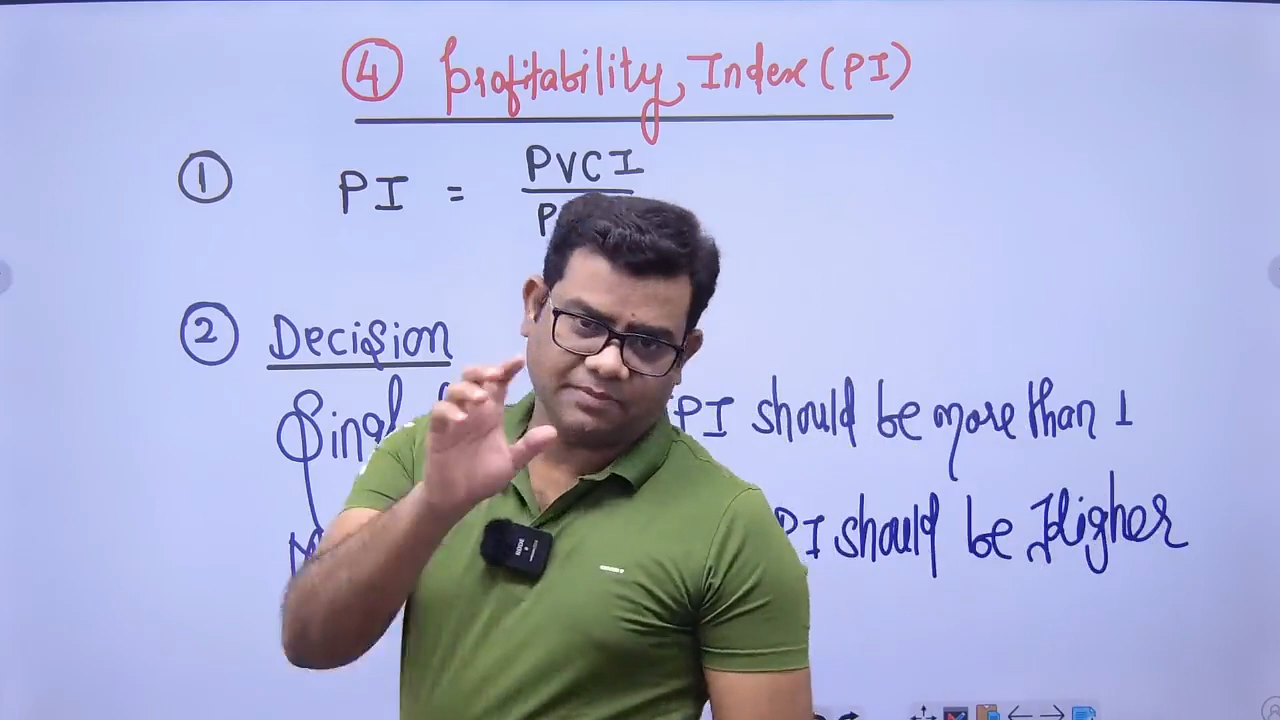 ④ Profitability Index (PI)
① PI = PVCI
② Decision
PI should be more than 1
PI should be Higher
RODE